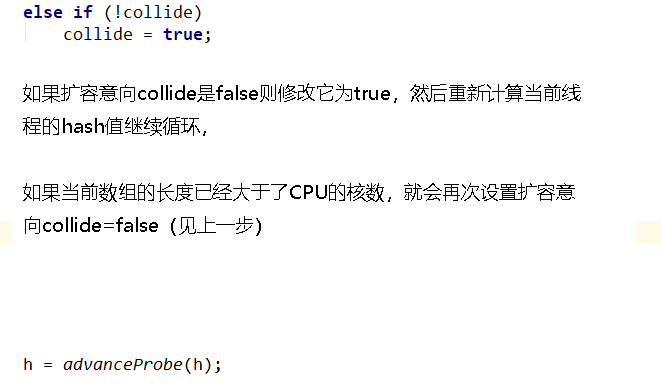 else if (!collide)
collide = true;
如果扩容意向collide是false则修改它为true，然后重新计算当前线
程的hash值继续循环，
如果当前数组的长度已经大于了CPU的核数，就会再次设置扩容意
向collide=false（见上一步）
h = advanceProbe(h);